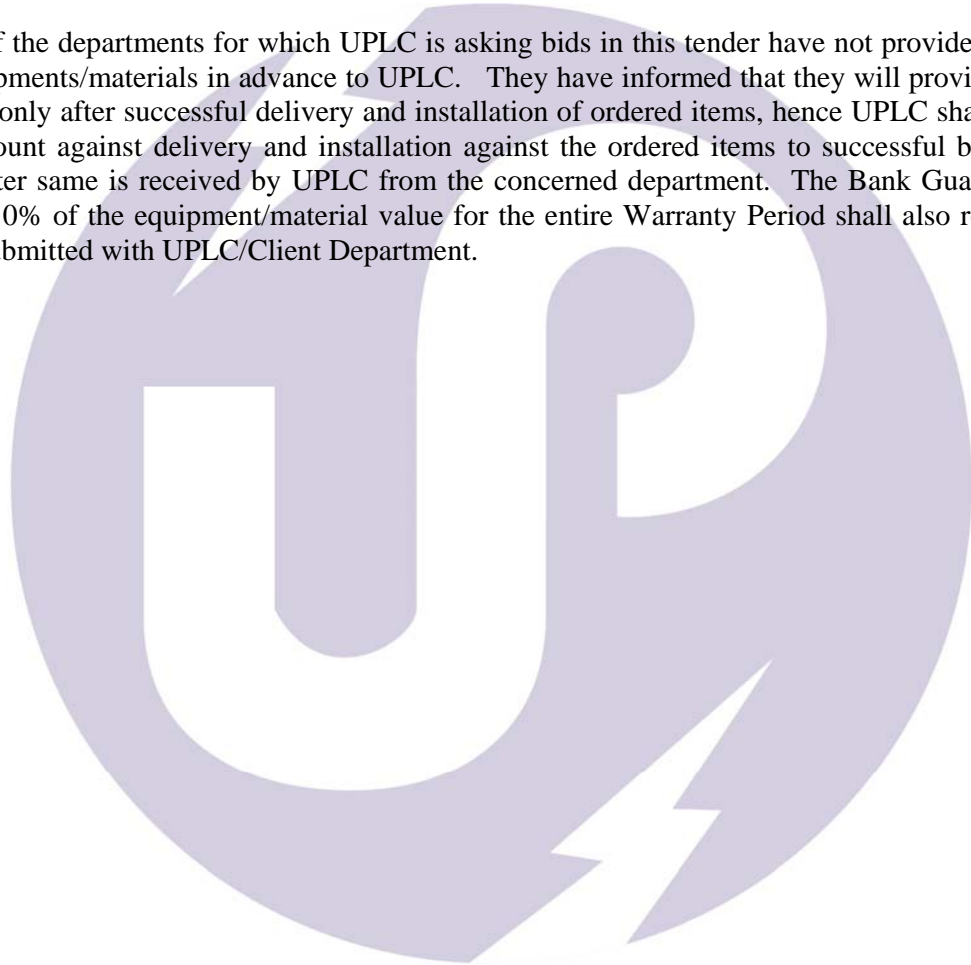 f the departments for which UPLC is asking bids in this tender have not provide
pments/materials in advance to UPLC. They have informed that they will provi
only after successful delivery and installation of ordered items, hence UPLC sha
ount against delivery and installation against the ordered items to successful b
ter same is received by UPLC from the concerned department. The Bank Gua
0% of the equipment/material value for the entire Warranty Period shall also r
ubmitted with UPLC/Client Department.
UP